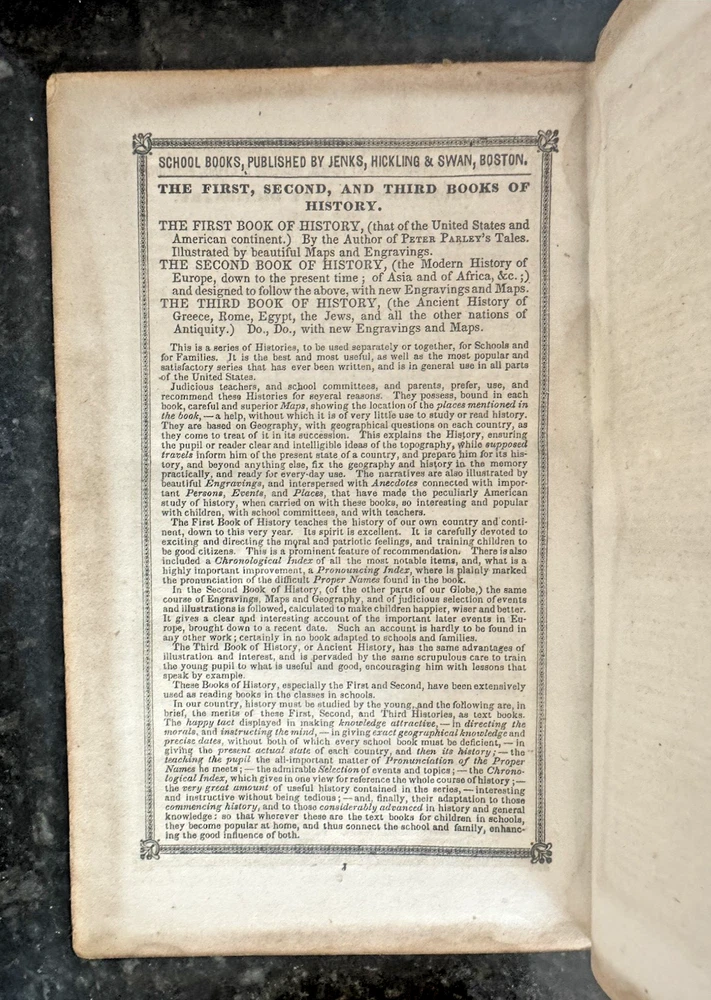 SCHOOL BOOKS, PUBLISHED BY JENKS, HICKLING & SWAN, BOSTON.
THE FIRST, SECOND, AND THIRD BOOKS OF
HISTORY.
THE FIRST BOOK OF HISTORY, (that of the United States and
American continent.) By the Author of PETER PARLEY'S Tales.
Illustrated by beautiful Maps and Engravings.
THE SECOND BOOK OF HISTORY, (the Modern History of
Europe, down to the present time; of Asia and of Africa, &c.;)
and designed to follow the above, with new Engravings and Maps.
THE THIRD BOOK OF HISTORY, (the Ancient History of
Greece, Rome, Egypt, the Jews, and all the other nations of
Antiquity.) Do., Do., with new Engravings and Maps.
This is a series of Histories, to be used separately or together, for Schools and
for Families. It is the best and most useful, as well as the most popular and
satisfactory series that has ever been written, and is in general use in all parts
of the United States.
Judicious teachers, and school committees, and parents, prefer, use, and
recommend these Histories for several reasons. They possess, bound in each
book, careful and superior Maps, showing the location of the places mentioned in
the book,—a help, without which it is of very little use to study or read history.
They are based on Geography, with geographical questions on each country, as
they come to treat of it in its succession. This explains the History, ensuring
the pupil or reader clear and intelligible ideas of the topography, while supposed
travels inform him of the present state of a country, and prepare him for its his-
tory, and beyond anything else, fix the geography and history in the memory
practically, and ready for every-day use. The narratives are also illustrated by
beautiful Engravings, and interspersed with Anecdotes connected with impor-
tant Persons, Events, and Places, that have made the peculiarly American
study of history, when carried on with these books, so interesting and popular
with children, with school committees, and with teachers.
The First Book of History teaches the history of our own country and conti-
nent, down to this very year. Its spirit is excellent. It is carefully devoted to
exciting and directing the moral and patriotic feelings, and training children to
be good citizens. This is a prominent feature of recommendation. There is also
included a Chronological Index of all the most notable items, and, what is a
highly important improvement, a Pronouncing Index, where is plainly marked
the pronunciation of the difficult Proper Names found in the book.
In the Second Book of History, (of the other parts of our Globe,) the same
course of Engravings, Maps and Geography, and of judicious selection of events
and illustrations is followed, calculated to make children happier, wiser and better.
It gives a clear and interesting account of the important later events in Eu-
rope, brought down to a recent date. Such an account is hardly to be found in
any other work; certainly in no book adapted to schools and families.
The Third Book of History, or Ancient History, has the same advantages of
illustration and interest, and is pervaded by the same scrupulous care to train
the young pupil to what is useful and good, encouraging him with lessons that
speak by example.
These Books of History, especially the First and Second, have been extensively
used as reading books in the classes in schools.
In our country, history must be studied by the young, and the following are, in
brief, the merits of these First, Second, and Third Histories, as text books.
The happy tact displayed in making knowledge attractive,—in directing the
morals, and instructing the mind,—in giving exact geographical knowledge and
precise dates, without both of which every school book must be deficient,—in
giving the present actual state of each country, and then its history;—the
teaching the pupil the all-important matter of Pronunciation of the Proper
Names he meets;—the admirable Selection of events and topics;—the Chrono-
logical Index, which gives in one view for reference the whole course of history;—
the very great amount of useful history contained in the series,—interesting
and instructive without being tedious;—and, finally, their adaptation to those
commencing history, and to those considerably advanced in history and general
knowledge: so that wherever these are the text books for children in schools,
they become popular at home, and thus connect the school and family, enhanc-
ing the good influence of both.